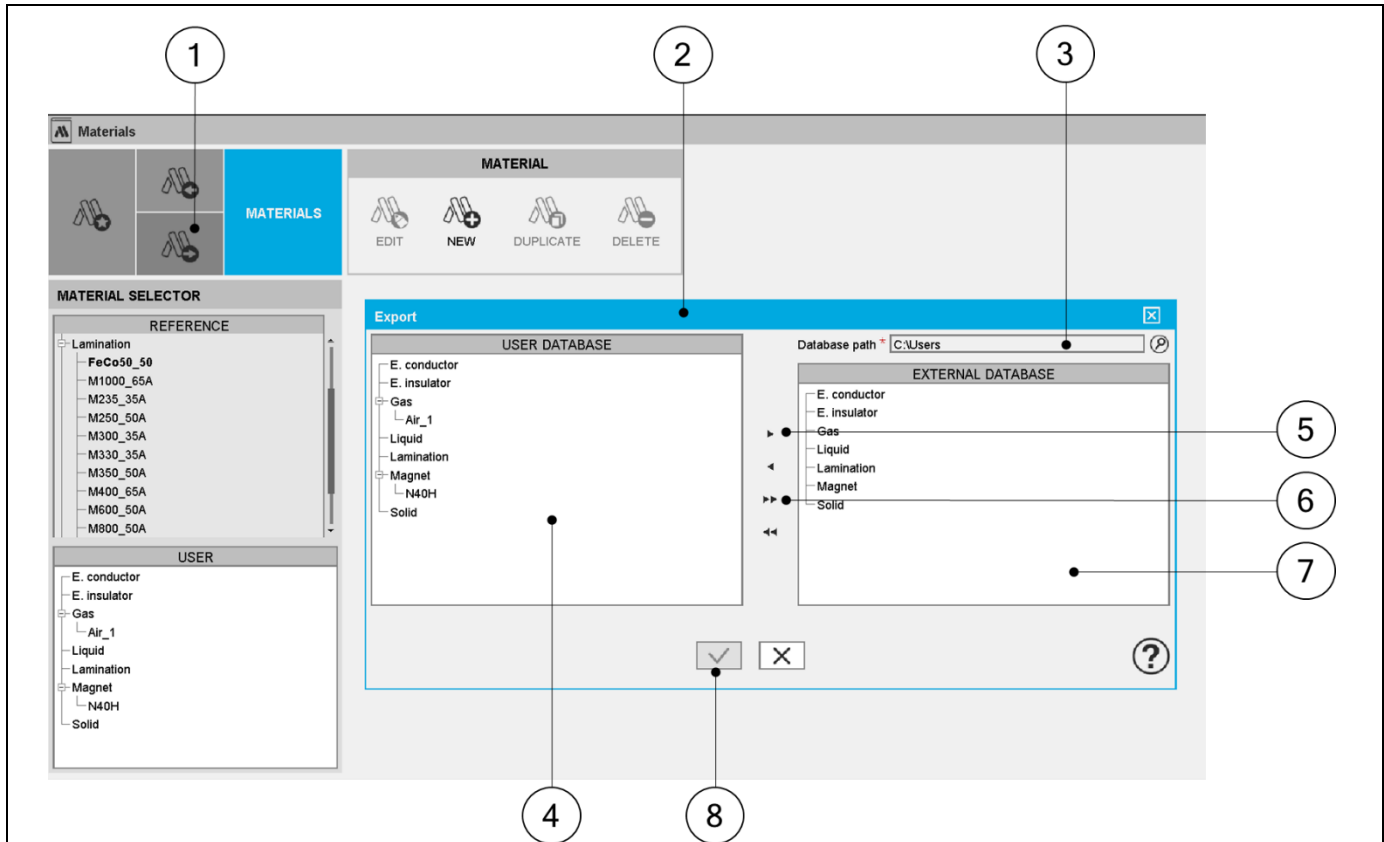 1
2
3
Materials
MATERIALS
MATERIAL
EDIT
NEW
DUPLICATE
DELETE
MATERIAL SELECTOR
REFERENCE
Lamination
FeCo50_50
M1000_65A
M235_35A
M250_50A
M300_35A
M330_35A
M350_50A
M400_65A
M600_50A
M800_50A
USER
E. conductor
E. insulator
Gas
Air_1
Liquid
Lamination
Magnet
N40H
Solid
Export
USER DATABASE
E. conductor
E. insulator
Gas
Air_1
Liquid
Lamination
Magnet
N40H
Solid
Database path * C:\Users
EXTERNAL DATABASE
E. conductor
E. insulator
Gas
Liquid
Lamination
Magnet
Solid
?
5
6
7
4
8